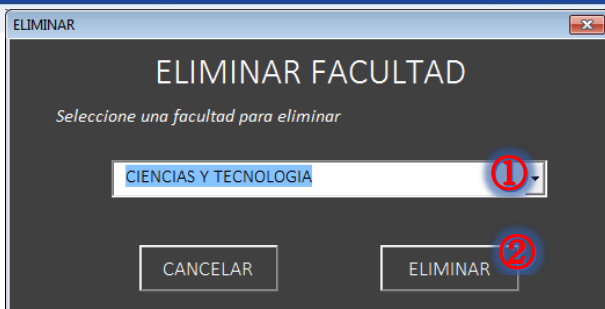 ELIMINAR
ELIMINAR FACULTAD
Seleccione una facultad para eliminar
CIENCIAS Y TECNOLOGIA ①
CANCELAR ELIMINAR ②